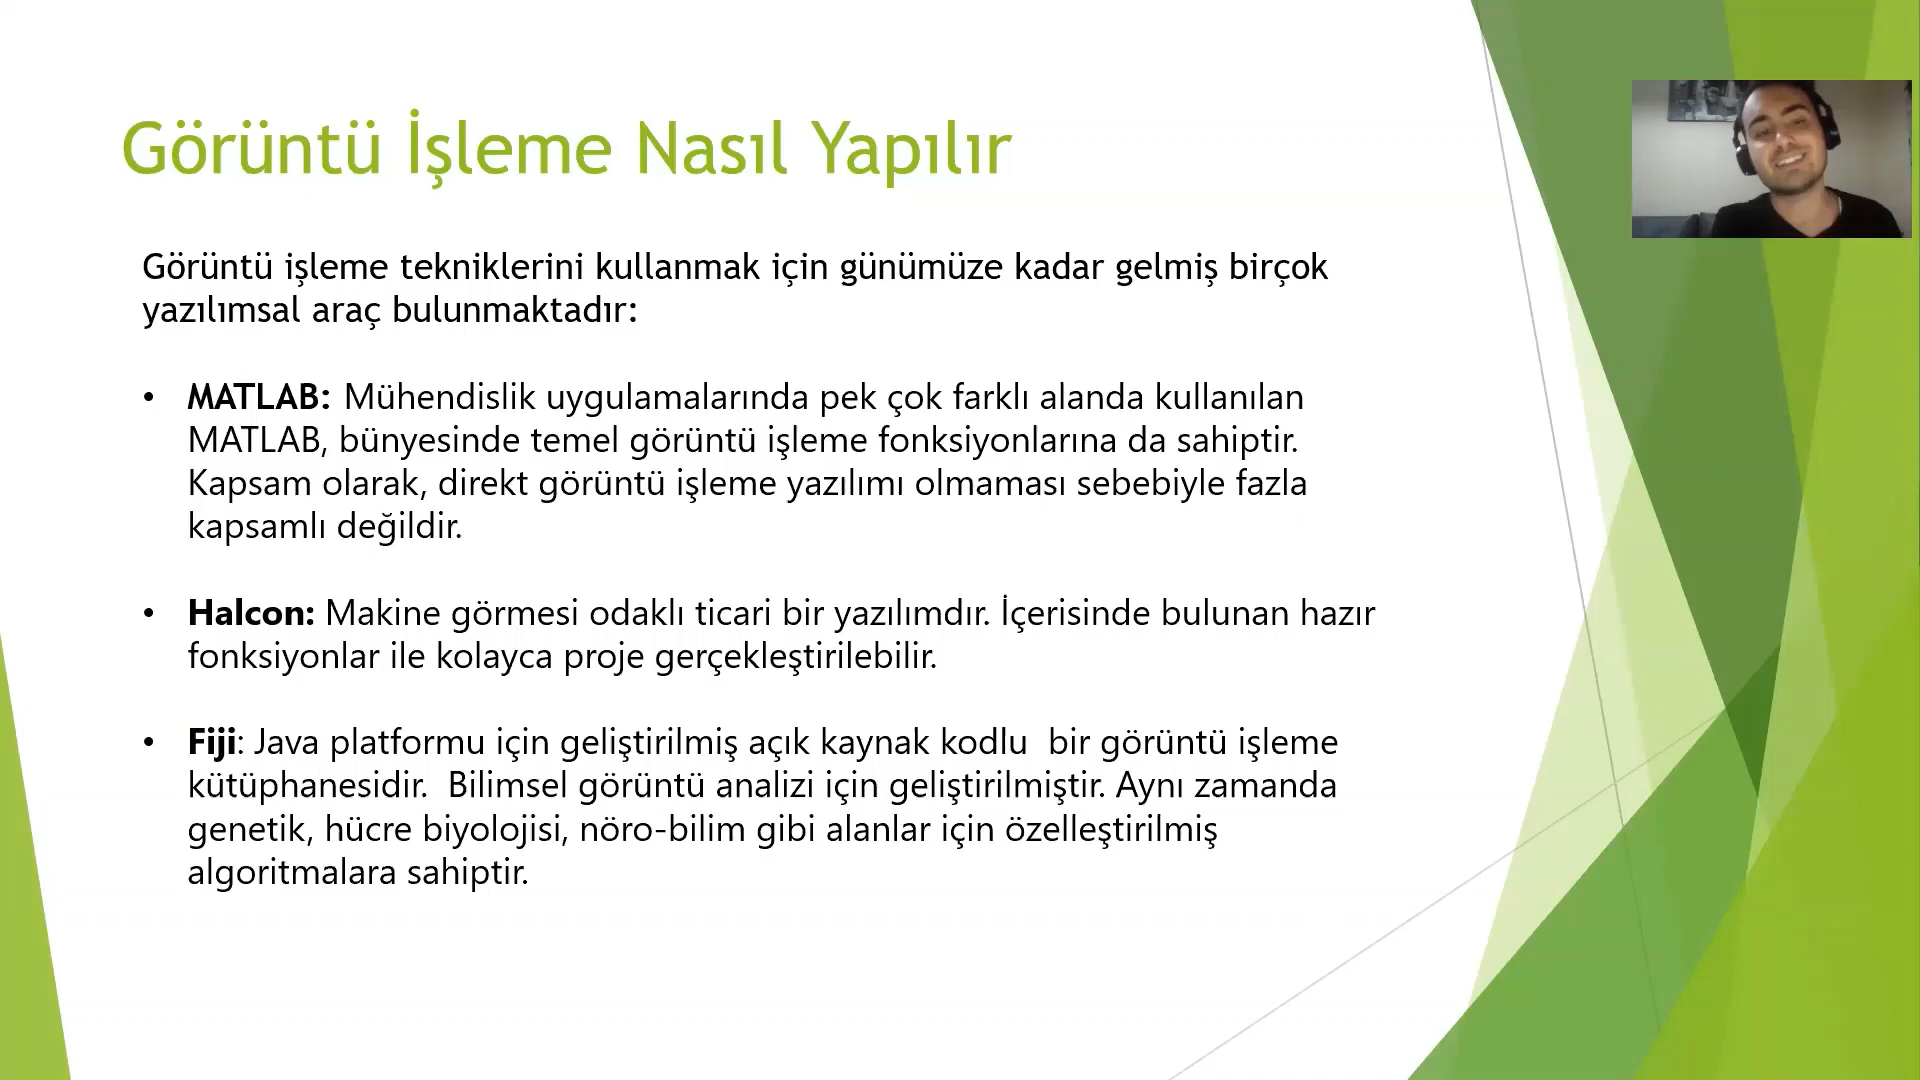 Görüntü İşleme Nasıl Yapılır
Görüntü işleme tekniklerini kullanmak için günümüze kadar gelmiş birçok
yazılımsal araç bulunmaktadır:
• MATLAB: Mühendislik uygulamalarında pek çok farklı alanda kullanılan
MATLAB, bünyesinde temel görüntü işleme fonksiyonlarına da sahiptir.
Kapsam olarak, direkt görüntü işleme yazılımı olmaması sebebiyle fazla
kapsamlı değildir.
• Halcon: Makine görmesi odaklı ticari bir yazılımdır. İçerisinde bulunan hazır
fonksiyonlar ile kolayca proje gerçekleştirilebilir.
• Fiji: Java platformu için geliştirilmiş açık kaynak kodlu  bir görüntü işleme
kütüphanesidir.  Bilimsel görüntü analizi için geliştirilmiştir. Aynı zamanda
genetik, hücre biyolojisi, nöro-bilim gibi alanlar için özelleştirilmiş
algoritmalara sahiptir.